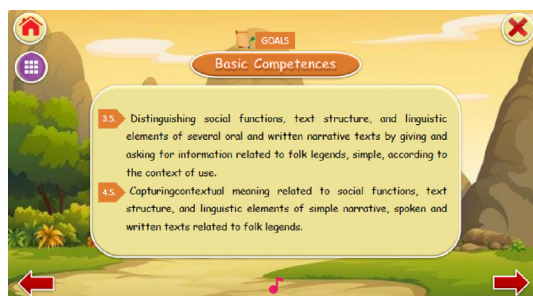 GOALS
Basic Competences
3.5. Distinguishing social functions, text structure, and linguistic
elements of several oral and written narrative texts by giving and
asking for information related to folk legends, simple, according to
the context of use.
4.5. Capturingcontextual meaning related to social functions, text
structure, and linguistic elements of simple narrative, spoken and
written texts related to folk legends.